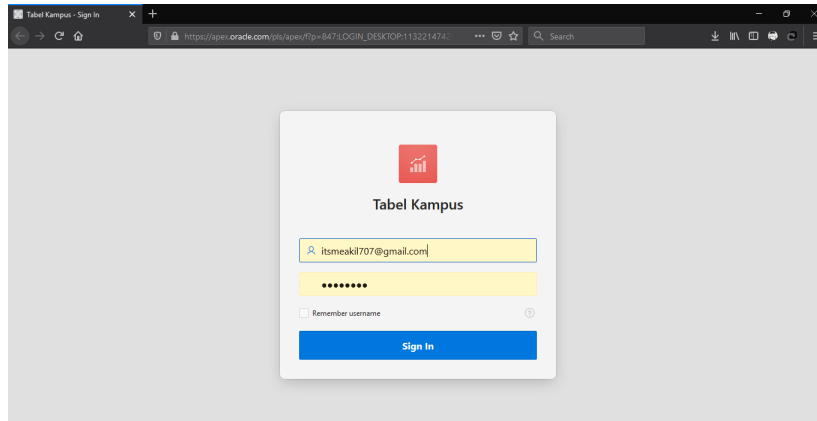 Tabel Kampus - Sign In
https://apex.oracle.com/pls/apex/f?p=847:LOGIN_DESKTOP:113221474
Search
Tabel Kampus
itsmeakil707@gmail.com
••••••••
Remember username
Sign In